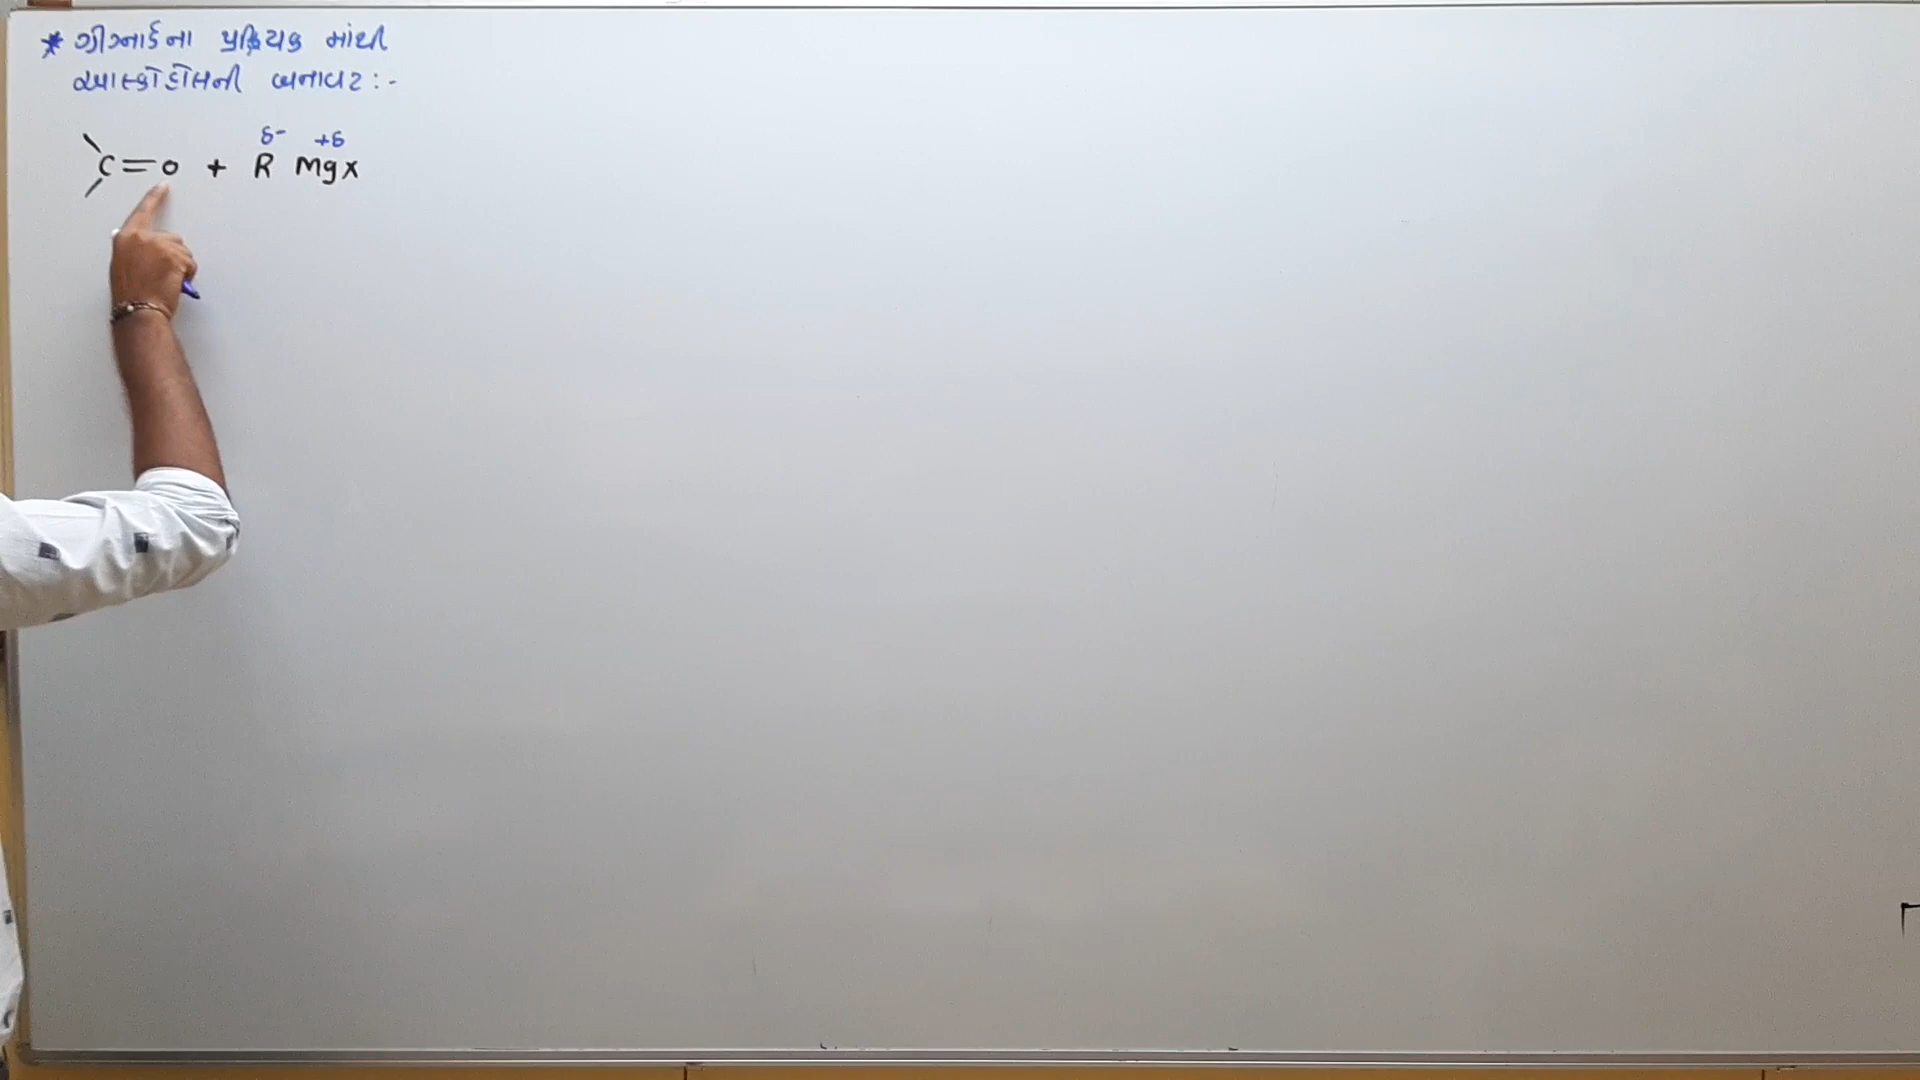 * ગ્રીગ્નાર્ડના પ્રક્રિયક માંથી
આલ્કોહોલની બનાવટ :-
δ- +δ
C=O + R Mgx